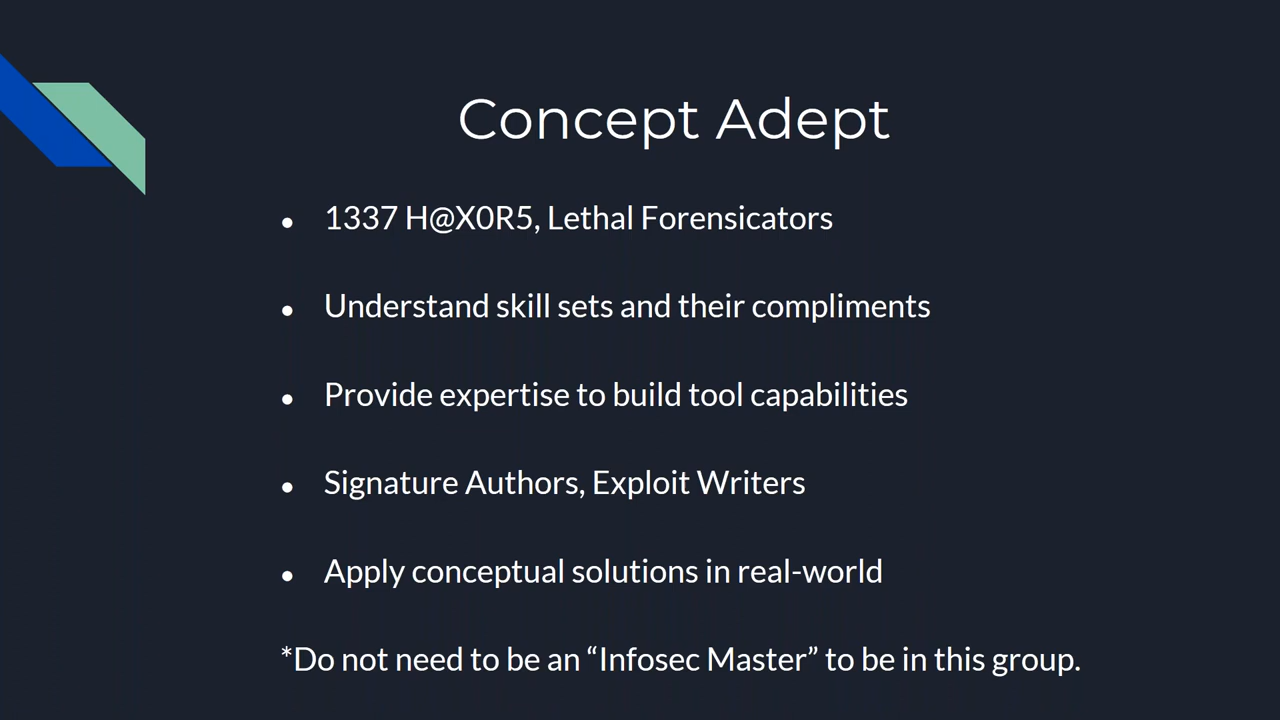 Concept Adept
● 1337 H@X0R5, Lethal Forensicators
● Understand skill sets and their compliments
● Provide expertise to build tool capabilities
● Signature Authors, Exploit Writers
● Apply conceptual solutions in real-world
*Do not need to be an “Infosec Master” to be in this group.